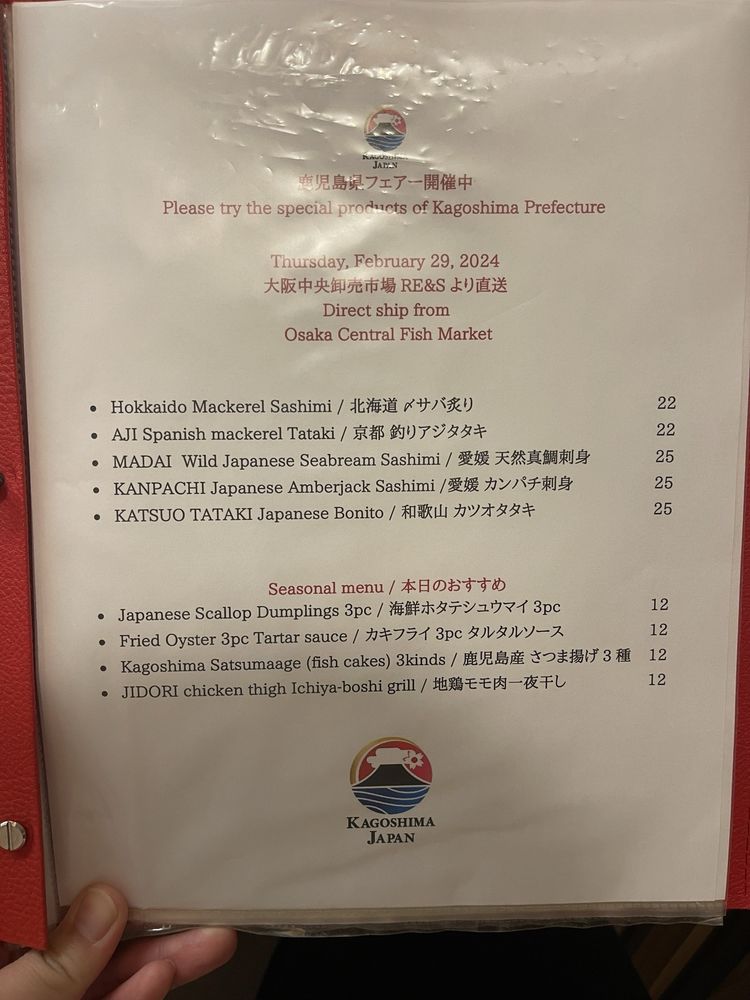 KAGOSHIMA
JAPAN
鹿児島県フェアー開催中
Please try the special products of Kagoshima Prefecture
Thursday, February 29, 2024
大阪中央卸売市場 RE&S より直送
Direct ship from
Osaka Central Fish Market
• Hokkaido Mackerel Sashimi / 北海道 〆サバ炙り 22
• AJI Spanish mackerel Tataki / 京都 釣りアジタタキ 22
• MADAI Wild Japanese Seabream Sashimi / 愛媛 天然真鯛刺身 25
• KANPACHI Japanese Amberjack Sashimi /愛媛 カンパチ刺身 25
• KATSUO TATAKI Japanese Bonito / 和歌山 カツオタタキ 25
Seasonal menu / 本日のおすすめ
• Japanese Scallop Dumplings 3pc / 海鮮ホタテシュウマイ 3pc 12
• Fried Oyster 3pc Tartar sauce / カキフライ 3pc タルタルソース 12
• Kagoshima Satsumaage (fish cakes) 3kinds / 鹿児島産 さつま揚げ 3 種 12
• JIDORI chicken thigh Ichiya-boshi grill / 地鶏モモ肉一夜干し 12
KAGOSHIMA
JAPAN